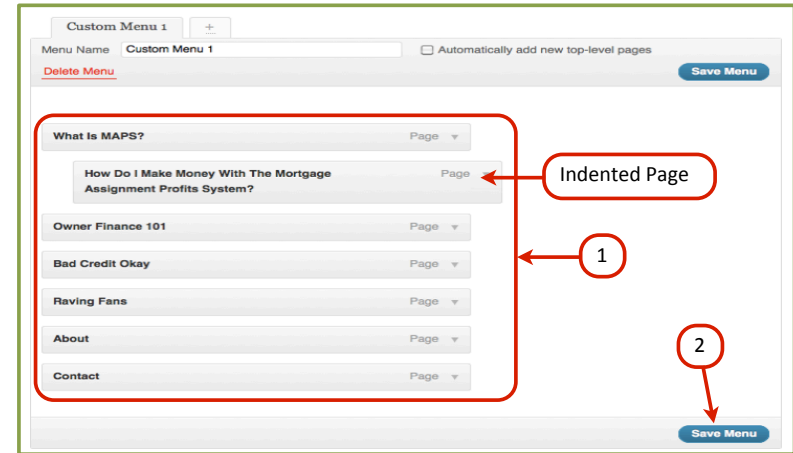 Custom Menu 1 +
Menu Name Custom Menu 1 Automatically add new top-level pages
Delete Menu Save Menu
What Is MAPS? Page
How Do I Make Money With The Mortgage Page
Assignment Profits System?
Indented Page
Owner Finance 101 Page
1
Bad Credit Okay Page
Raving Fans Page
About Page
2
Contact Page
Save Menu